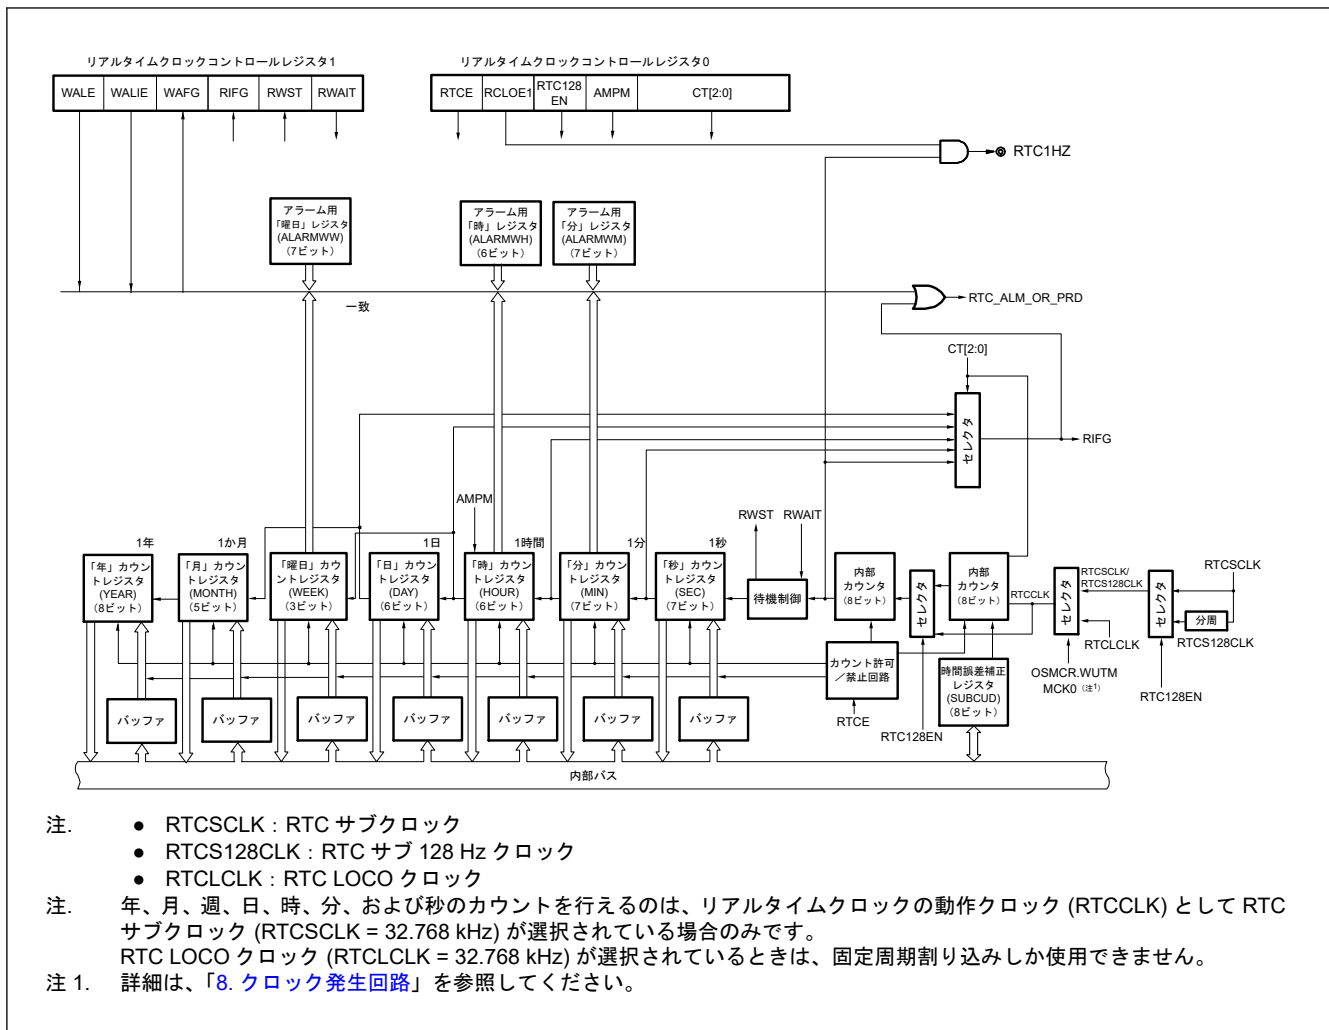 リアルタイムクロックコントロールレジスタ1
WALE WALIE WAFG RIFG RWST RWAIT
リアルタイムクロックコントロールレジスタ0
RTCE RCLOE1 RTC128
EN AMPM CT[2:0]
RTC1HZ
アラーム用
「曜日」レジスタ
(ALARMWW)
(7ビット)
アラーム用
「時」レジスタ
(ALARMWH)
(6ビット)
アラーム用
「分」レジスタ
(ALARMWM)
(7ビット)
一致
RTC_ALM_OR_PRD
CT[2:0]
セレクタ
RIFG
AMPM
RWST RWAIT
1年
「年」カウン
トレジスタ
(YEAR)
(8ビット)
1か月
「月」カウン
トレジスタ
(MONTH)
(5ビット)
「曜日」カウ
ントレジスタ
(WEEK)
(3ビット)
1日
「日」カウン
トレジスタ
(DAY)
(6ビット)
1時間
「時」カウン
トレジスタ
(HOUR)
(6ビット)
1分
「分」カウン
トレジスタ
(MIN)
(7ビット)
1秒
「秒」カウン
トレジスタ
(SEC)
(7ビット)
待機制御
内部
カウンタ
(8ビット)
セレクタ
内部
カウンタ
(8ビット)
RTCCLK
セレクタ
RTCSCLK/
RTCS128CLK
セレクタ
RTCSCLK
分周
RTCS128CLK
RTCLCLK
OSMCR.WUTM
MCK0 (注1)
RTC128EN
カウント許可
/禁止回路
RTCE
RTC128EN
時間誤差補正
レジスタ
(SUBCUD)
(8ビット)
バッファ バッファ バッファ バッファ バッファ バッファ バッファ
内部バス
注. ● RTCSCLK：RTC サブクロック
● RTCS128CLK：RTC サブ 128 Hz クロック
● RTCLCLK：RTC LOCO クロック
注. 年、月、週、日、時、分、および秒のカウントを行えるのは、リアルタイムクロックの動作クロック (RTCCLK) として RTC
サブクロック (RTCSCLK = 32.768 kHz) が選択されている場合のみです。
RTC LOCO クロック (RTCLCLK = 32.768 kHz) が選択されているときは、固定周期割り込みしか使用できません。
注 1. 詳細は、「8. クロック発生回路」を参照してください。